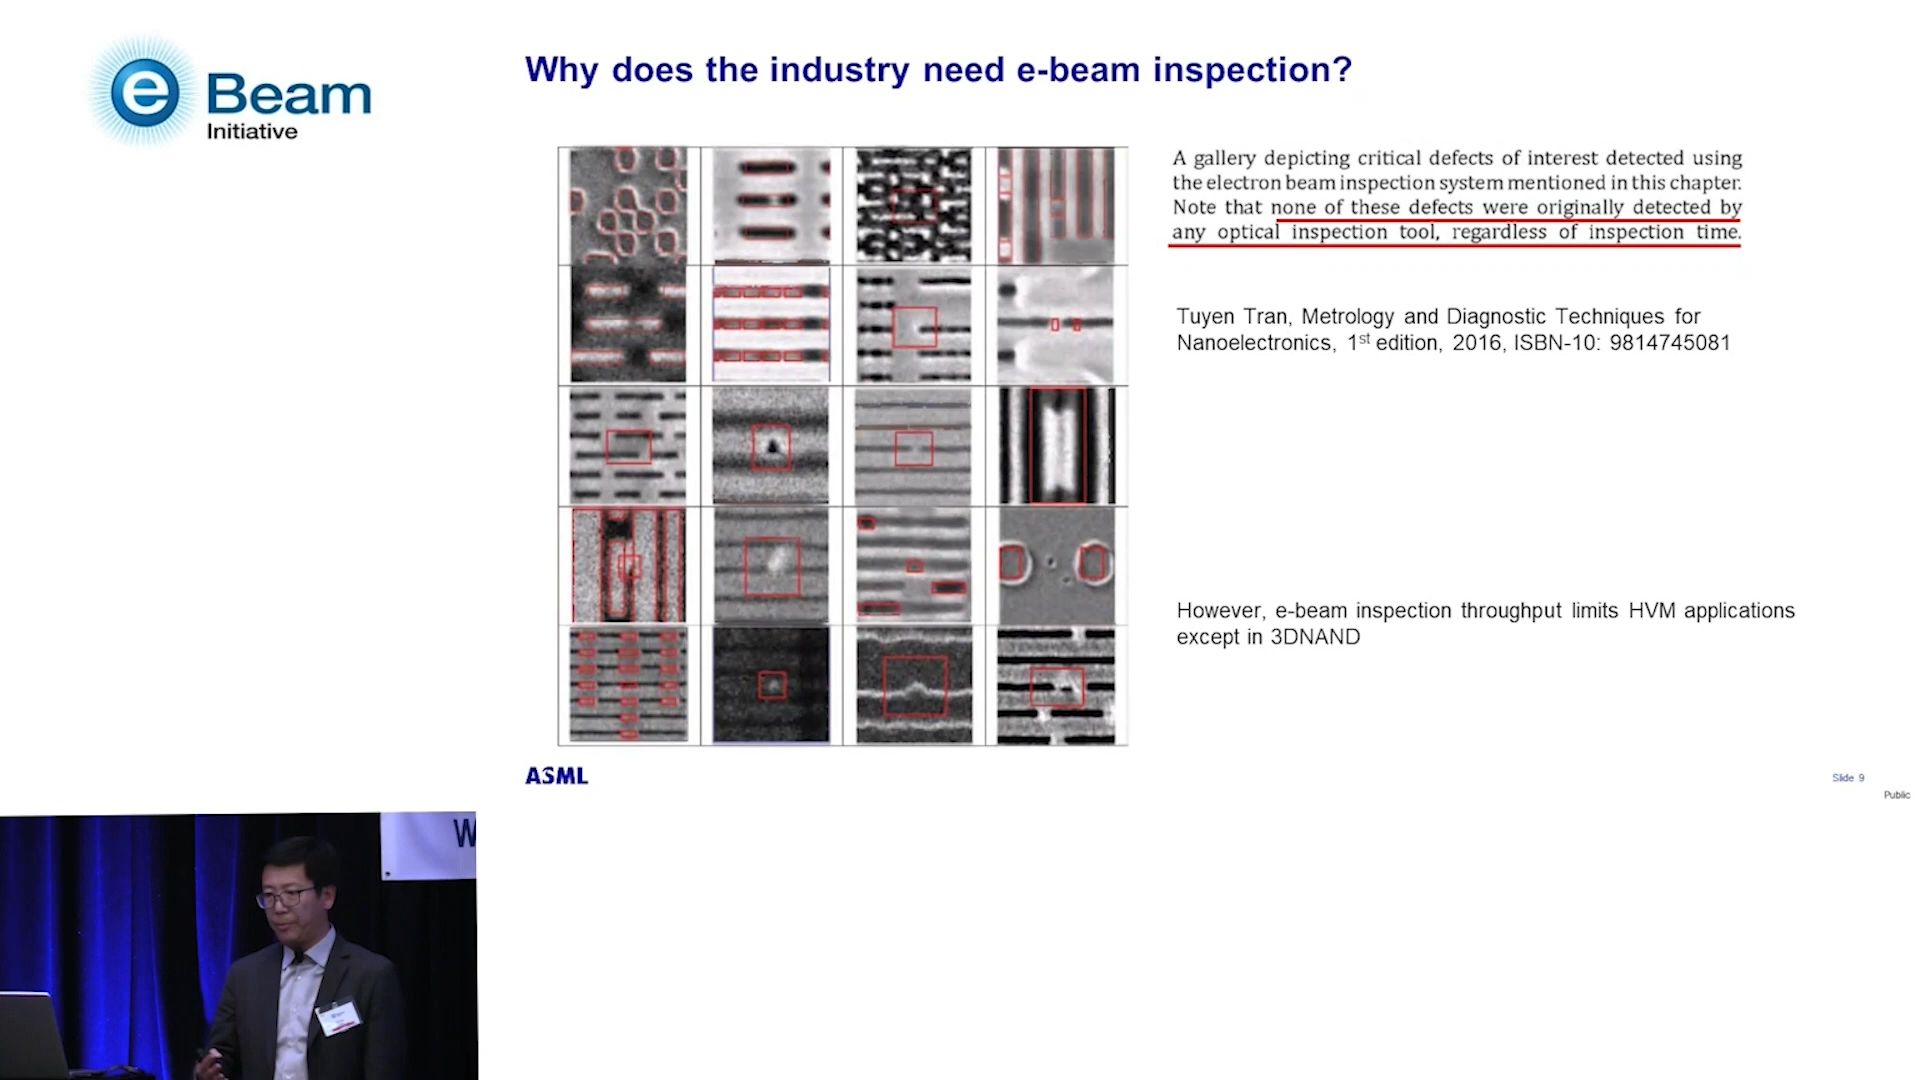 e Beam
Initiative
Why does the industry need e-beam inspection?
A gallery depicting critical defects of interest detected using
the electron beam inspection system mentioned in this chapter.
Note that none of these defects were originally detected by
any optical inspection tool, regardless of inspection time.
Tuyen Tran, Metrology and Diagnostic Techniques for
Nanoelectronics, 1st edition, 2016, ISBN-10: 9814745081
However, e-beam inspection throughput limits HVM applications
except in 3DNAND
ASML
Slide 9
Public
W